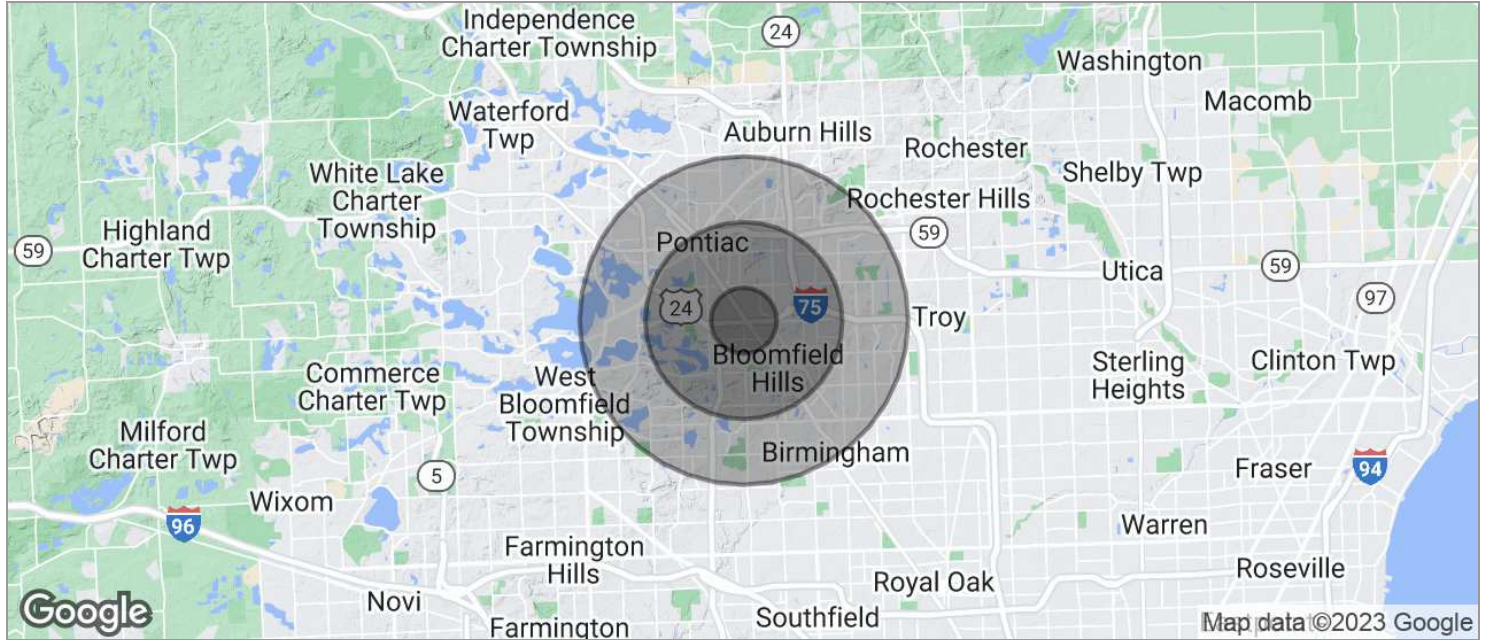 Independence
Charter Township
24
Washington
Macomb
Waterford
Twp
Auburn Hills
Rochester
White Lake
Charter
Township
Shelby Twp
Rochester Hills
Highland
Charter Twp
59
Pontiac
59
Utica
59
97
24
75
Troy
Bloomfield
Hills
Sterling
Heights
Clinton Twp
Commerce
Charter Twp
West
Bloomfield
Township
Milford
Charter Twp
Birmingham
5
Fraser
94
Wixom
96
Warren
Farmington
Hills
Royal Oak
Roseville
Novi
Southfield
Farmington
Google
Map data ©2023 Google